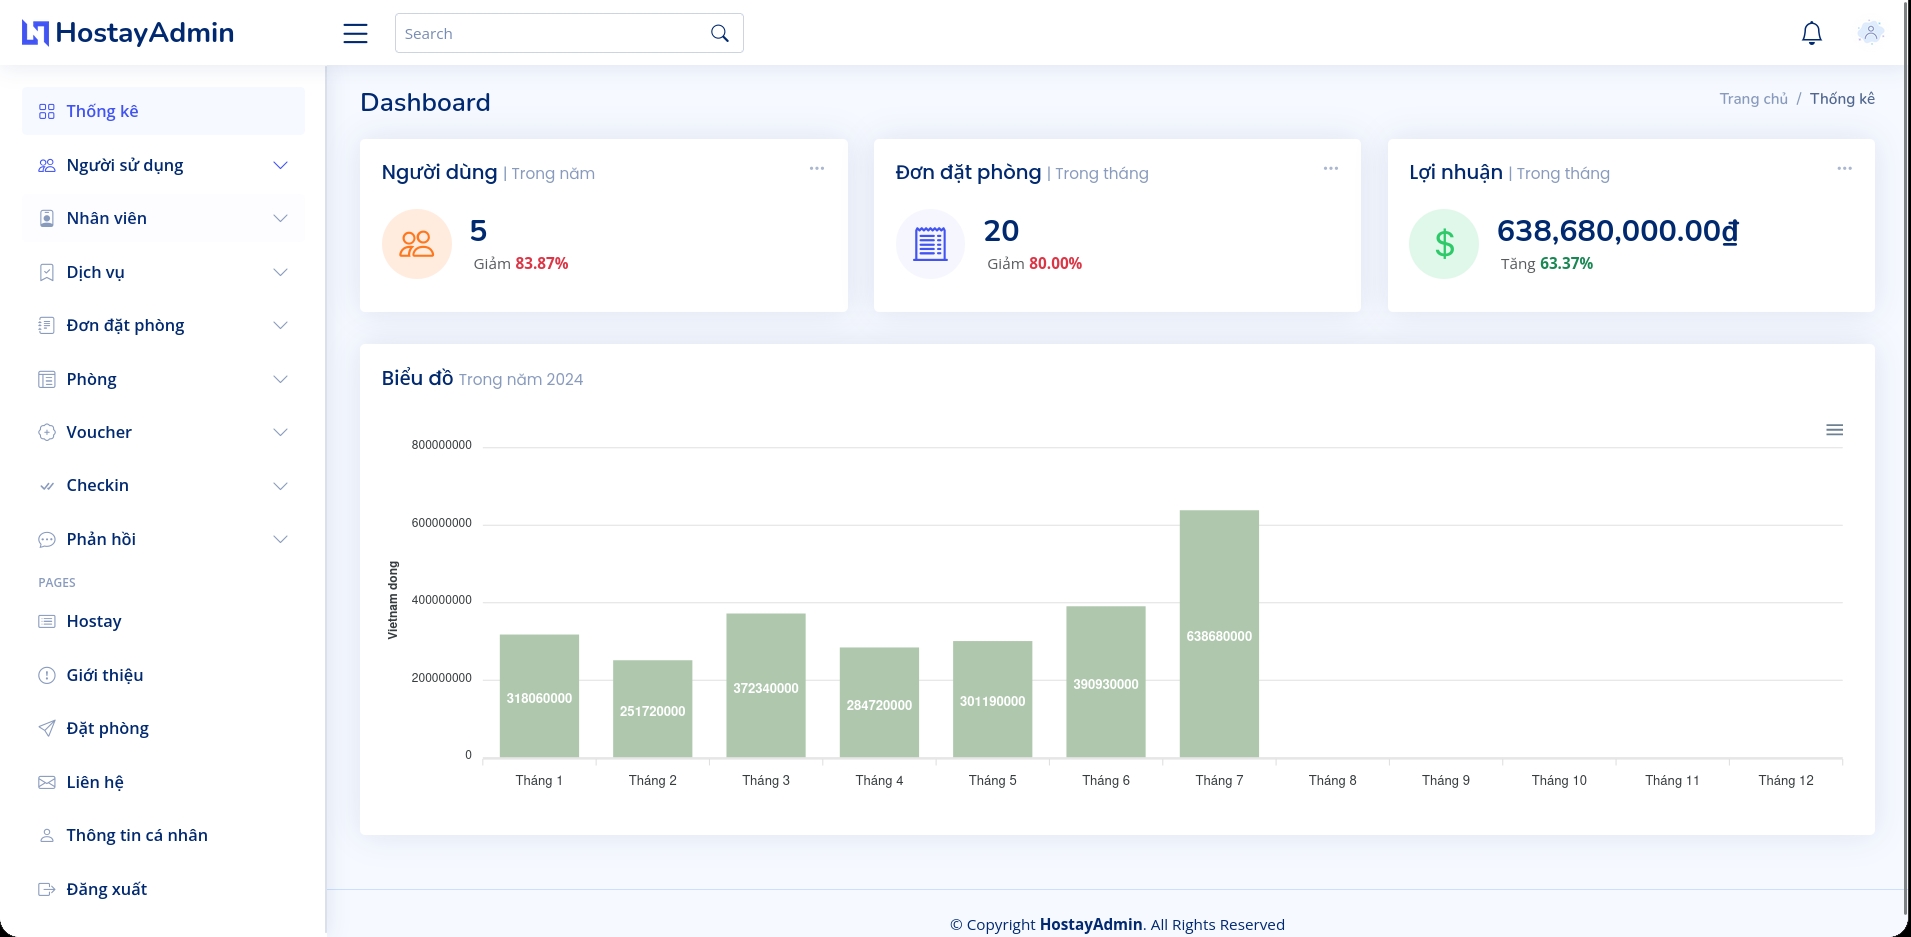 HostayAdmin
Search
Thống kê
Người sử dụng
Nhân viên
Dịch vụ
Đơn đặt phòng
Phòng
Voucher
Checkin
Phản hồi
PAGES
Hostay
Giới thiệu
Đặt phòng
Liên hệ
Thông tin cá nhân
Đăng xuất
Dashboard
Trang chủ / Thống kê
Người dùng | Trong năm
5
Giảm 83.87%
Đơn đặt phòng | Trong tháng
20
Giảm 80.00%
Lợi nhuận | Trong tháng
$
638,680,000.00₫
Tăng 63.37%
Biểu đồ Trong năm 2024
Vietnam dong
800000000
600000000
400000000
200000000
0
318060000
251720000
372340000
284720000
301190000
390930000
638680000
Tháng 1
Tháng 2
Tháng 3
Tháng 4
Tháng 5
Tháng 6
Tháng 7
Tháng 8
Tháng 9
Tháng 10
Tháng 11
Tháng 12
© Copyright HostayAdmin. All Rights Reserved